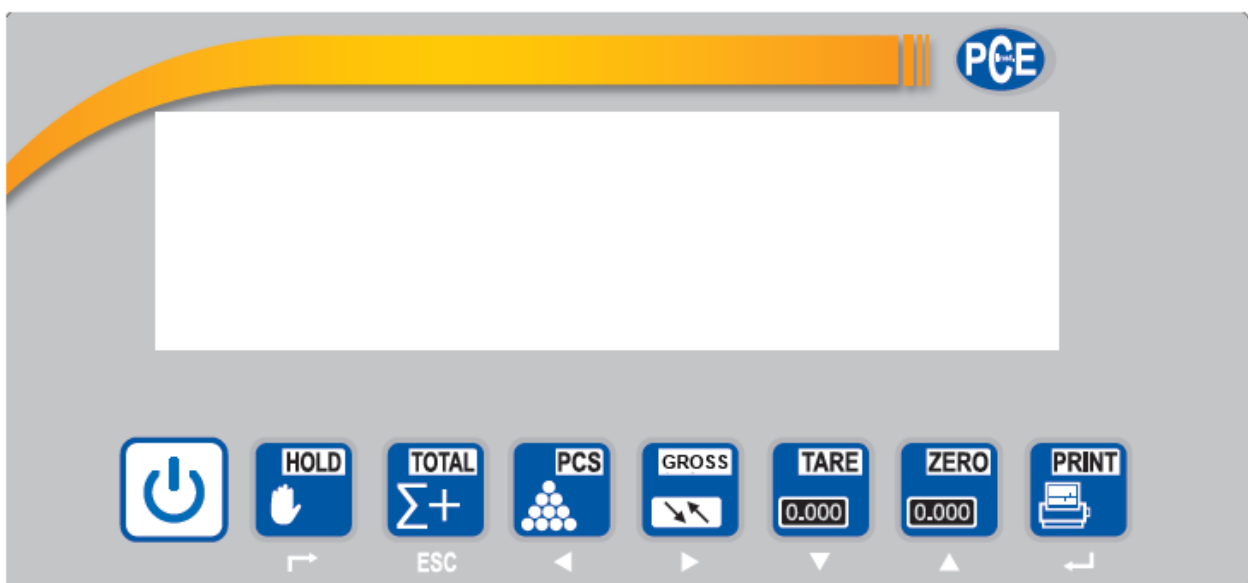 PCE
HOLD TOTAL PCS GROSS TARE ZERO PRINT
0.000 0.000
ESC